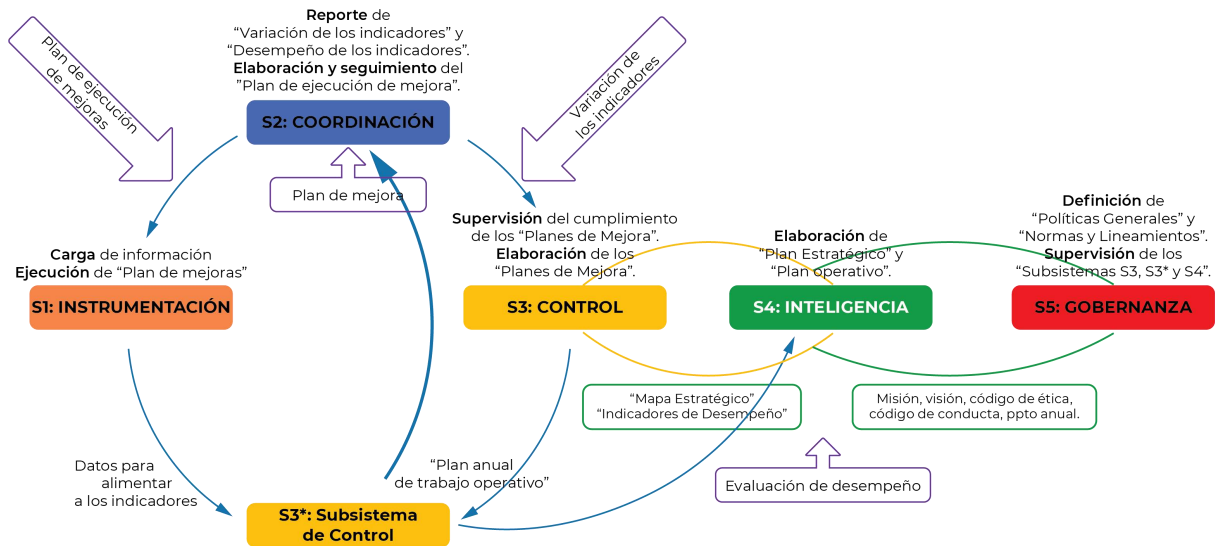 Plan de ejecución
de mejoras
Reporte de
“Variación de los indicadores” y
“Desempeño de los indicadores”.
Elaboración y seguimiento del
”Plan de ejecución de mejora”.
S2: COORDINACIÓN
Variación de
los indicadores
Plan de mejora
Carga de información
Ejecución de “Plan de mejoras”
S1: INSTRUMENTACIÓN
Supervisión del cumplimiento
de los “Planes de Mejora”.
Elaboración de los
“Planes de Mejora”.
S3: CONTROL
Elaboración de
“Plan Estratégico” y
“Plan operativo”.
S4: INTELIGENCIA
Definición de
“Políticas Generales” y
“Normas y Lineamientos”.
Supervisión de los
“Subsistemas S3, S3* y S4”.
S5: GOBERNANZA
“Mapa Estratégico”
“Indicadores de Desempeño”
Misión, visión, código de ética,
código de conducta, ppto anual.
Datos para
alimentar
a los indicadores
“Plan anual
de trabajo operativo”
Evaluación de desempeño
S3*: Subsistema
de Control